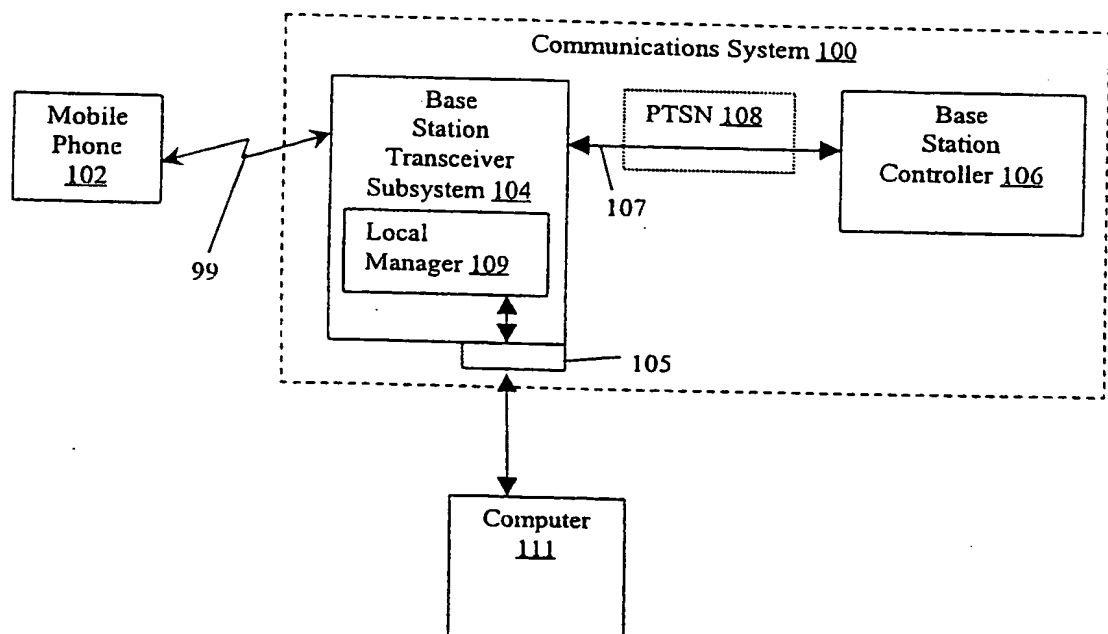 Communications System 100
Mobile
Phone
102
Base
Station
Transceiver
Subsystem 104
PTSN 108
Base
Station
Controller 106
107
Local
Manager 109
99
105
Computer
111